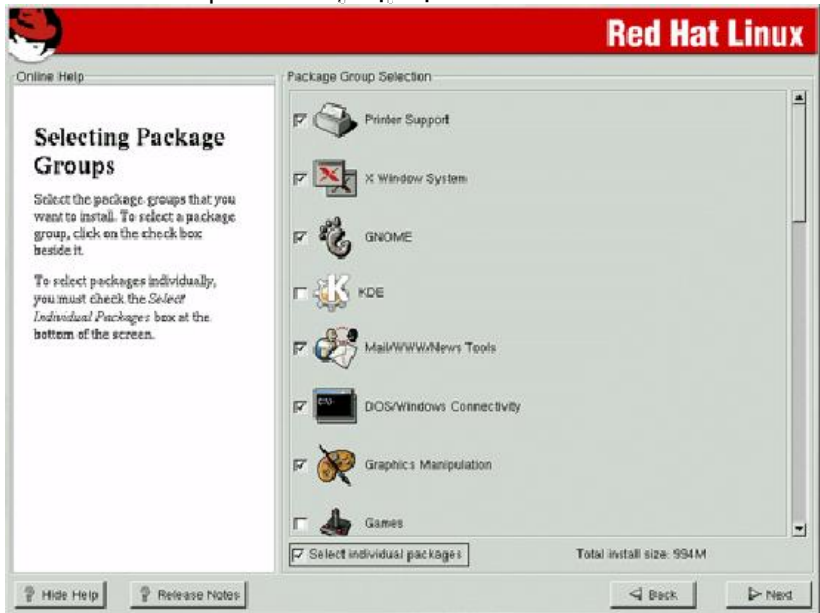 Red Hat Linux
Online Help
Selecting Package
Groups
Select the package groups that you
want to install. To select a package
group, click on the check box
beside it.
To select packages individually,
you must check the Select
Individual Packages box at the
bottom of the screen.
Package Group Selection
Printer Support
X Window System
GNOME
KDE
Mail/WWW/News Tools
DOS/Windows Connectivity
Graphics Manipulation
Games
Select individual packages
Total install size: 994M
Hide Help
Release Notes
Back
Next